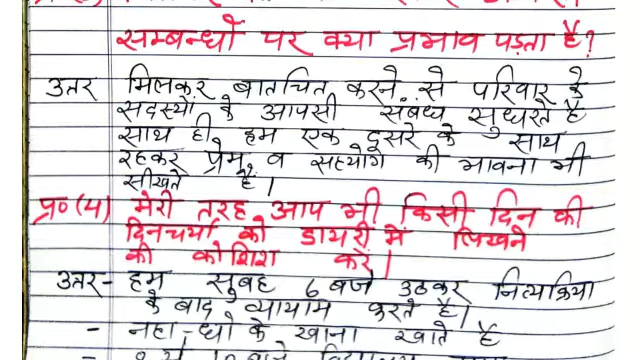 सम्बन्धो पर क्या प्रभाव पड़ता है?
उत्तर मिलकर बातचित करने से परिवार के
सदस्यो के आपसी संबंध सुधरते है
साथ ही हम एक दूसरे के साथ
रहकर प्रेम व सहयोग की भावना भी
सीखते है।
प्र० (4) मेरी तरह आप भी किसी दिन की
दिनचर्या को डायरी में लिखने
की कोशिश करें।
उत्तर - हम सुबह 6 बजे उठकर नित्यक्रिया
के बाद व्यायाम करते है।
- नहा-धो के खाना खाते है